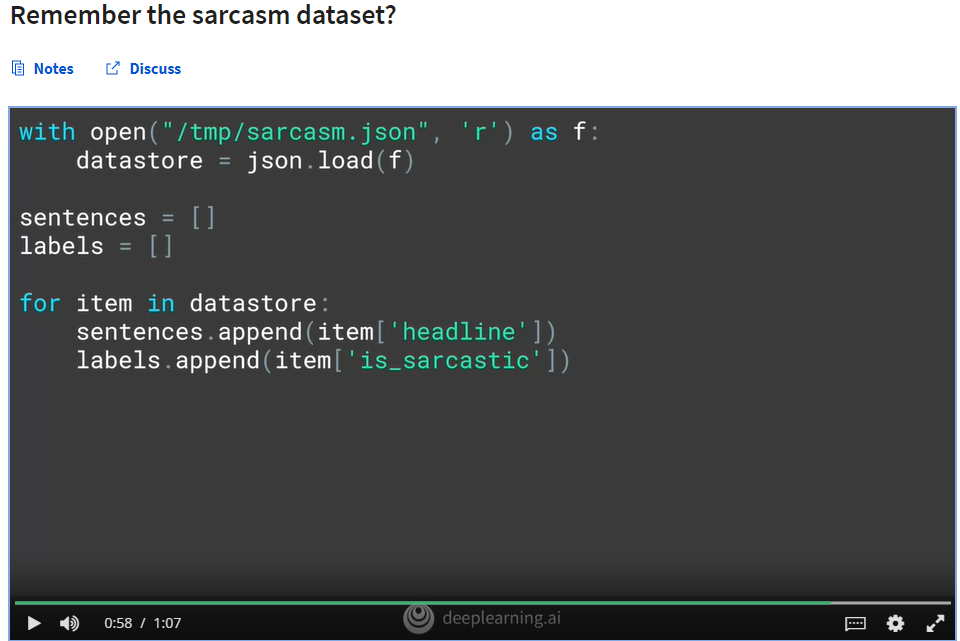 Remember the sarcasm dataset?
Notes Discuss
with open("/tmp/sarcasm.json", 'r') as f:
    datastore = json.load(f)
sentences = []
labels = []
for item in datastore:
    sentences.append(item['headline'])
    labels.append(item['is_sarcastic'])
0:58 / 1:07
deeplearning.ai